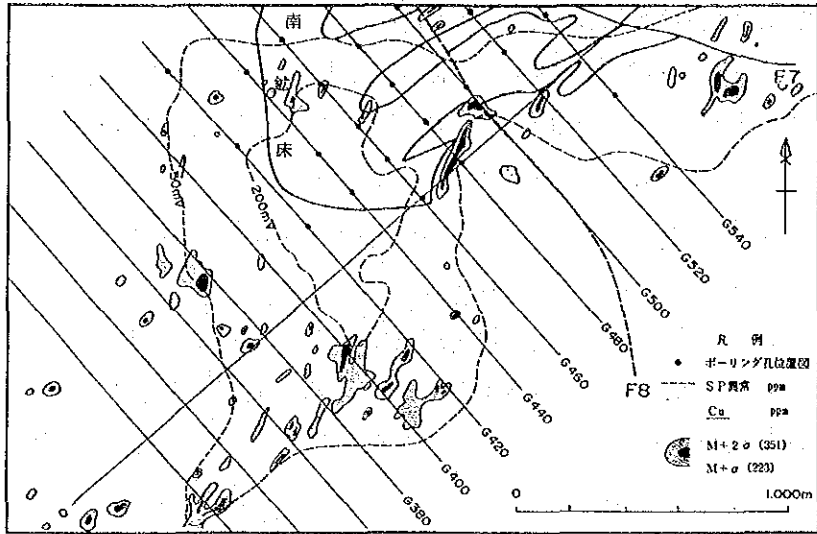 南
鉱
床
50mV
200mV
F7
G540
G520
G500
G480
G460
G440
G420
G400
G380
F8
凡例
ボーリング孔位置図
SP異常 ppm
Cu ppm
M+2σ (351)
M+σ (223)
0 1.000m